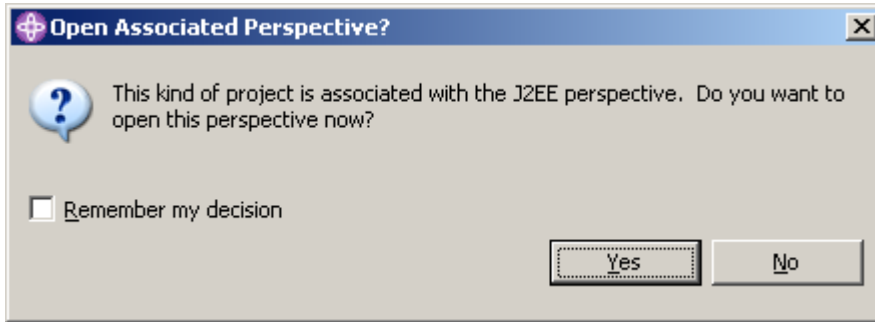 Open Associated Perspective?
This kind of project is associated with the J2EE perspective.  Do you want to
open this perspective now?
Remember my decision
Yes
No